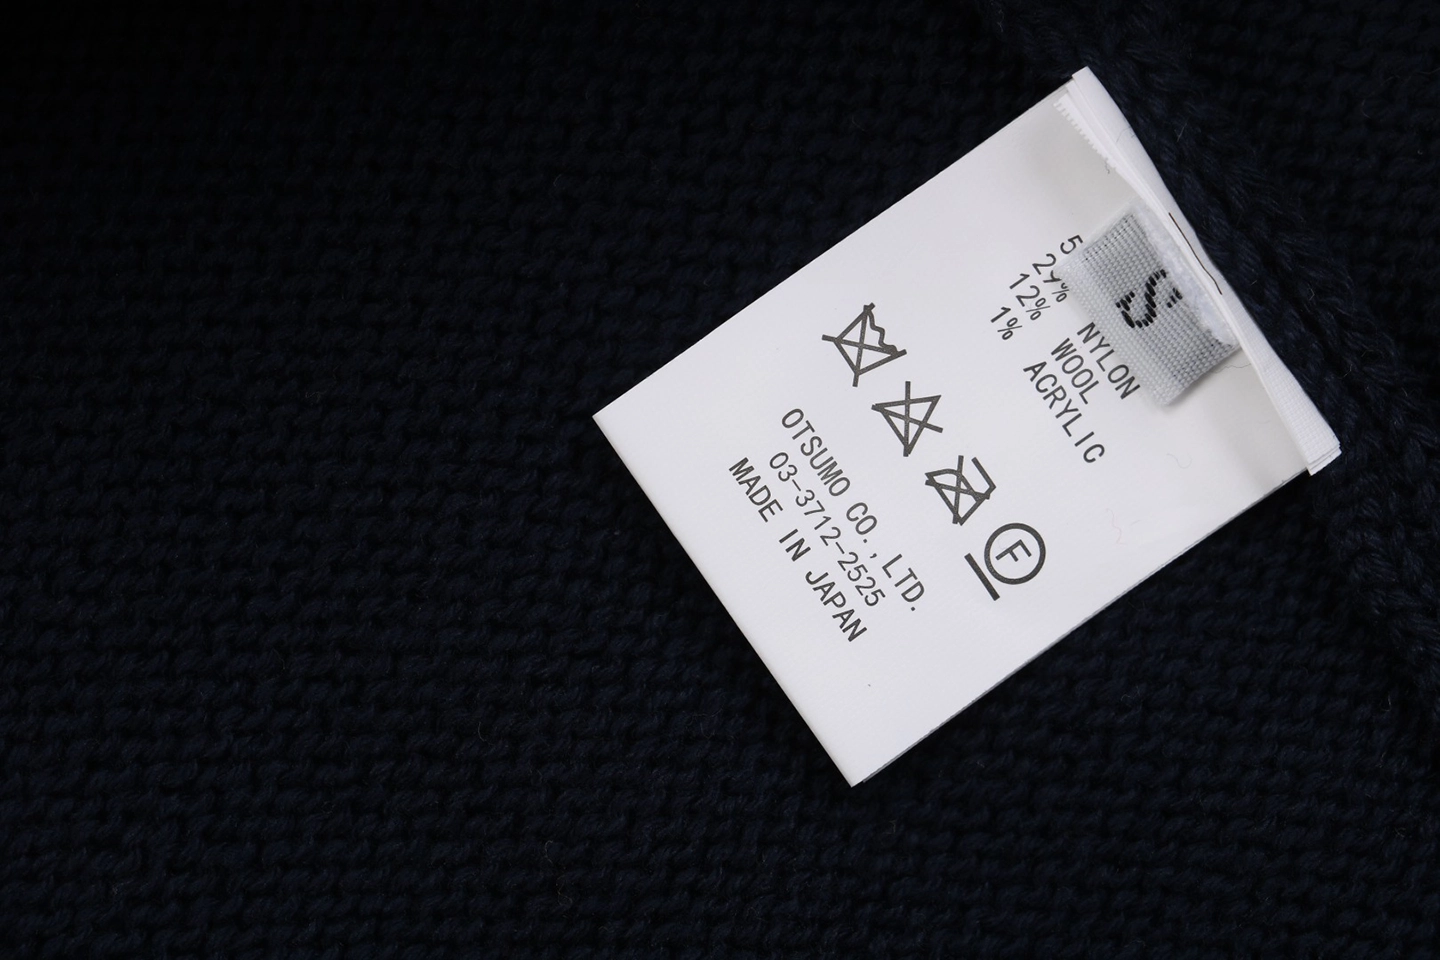 S
NYLON
12% WOOL
1% ACRYLIC
F
OTSUMO CO., LTD.
03-3712-2525
MADE IN JAPAN